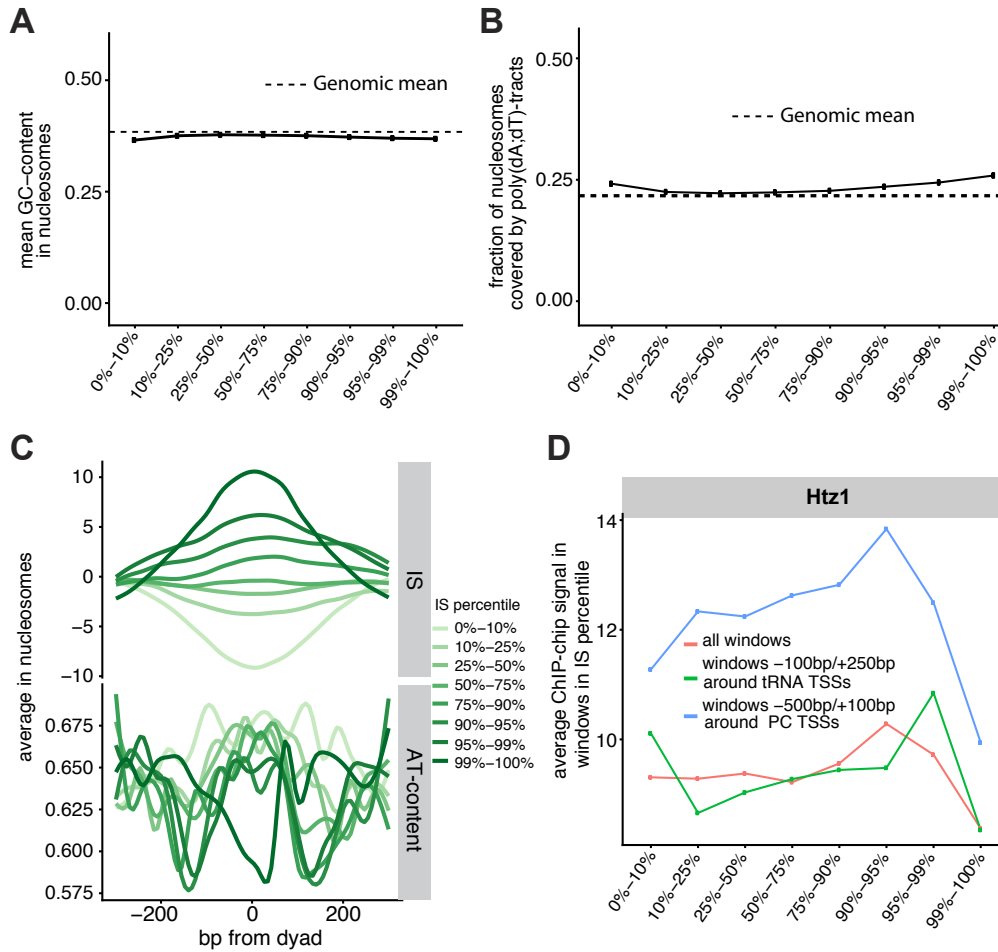 A
mean GC−content
in nucleosomes
0.50
0.25
0.00
Genomic mean
0%−10%
10%−25%
25%−50%
50%−75%
75%−90%
90%−95%
95%−99%
99%−100%
B
fraction of nucleosomes
covered by poly(dA;dT)-tracts
0.50
0.25
0.00
Genomic mean
0%−10%
10%−25%
25%−50%
50%−75%
75%−90%
90%−95%
95%−99%
99%−100%
C
average in nucleosomes
10
5
0
−5
−10
IS
0.675
0.650
0.625
0.600
0.575
AT-content
−200
0
200
bp from dyad
IS percentile
0%−10%
10%−25%
25%−50%
50%−75%
75%−90%
90%−95%
95%−99%
99%−100%
D
Htz1
average ChIP-chip signal in
windows in IS percentile
14
12
10
all windows
windows -100bp/+250bp
around tRNA TSSs
windows -500bp/+100bp
around PC TSSs
0%−10%
10%−25%
25%−50%
50%−75%
75%−90%
90%−95%
95%−99%
99%−100%